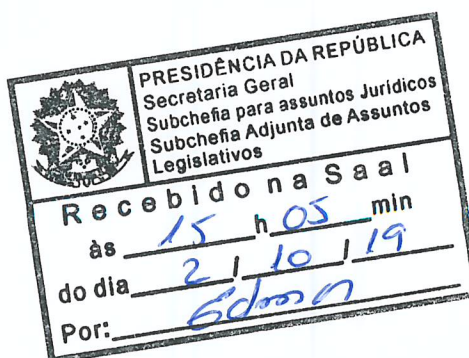 PRESIDÊNCIA DA REPÚBLICA
Secretaria Geral
Subchefia para assuntos Jurídicos
Subchefia Adjunta de Assuntos
Legislativos
Recebido na Saal
às 15 h 05 min
do dia 2 / 10 / 19
Por: